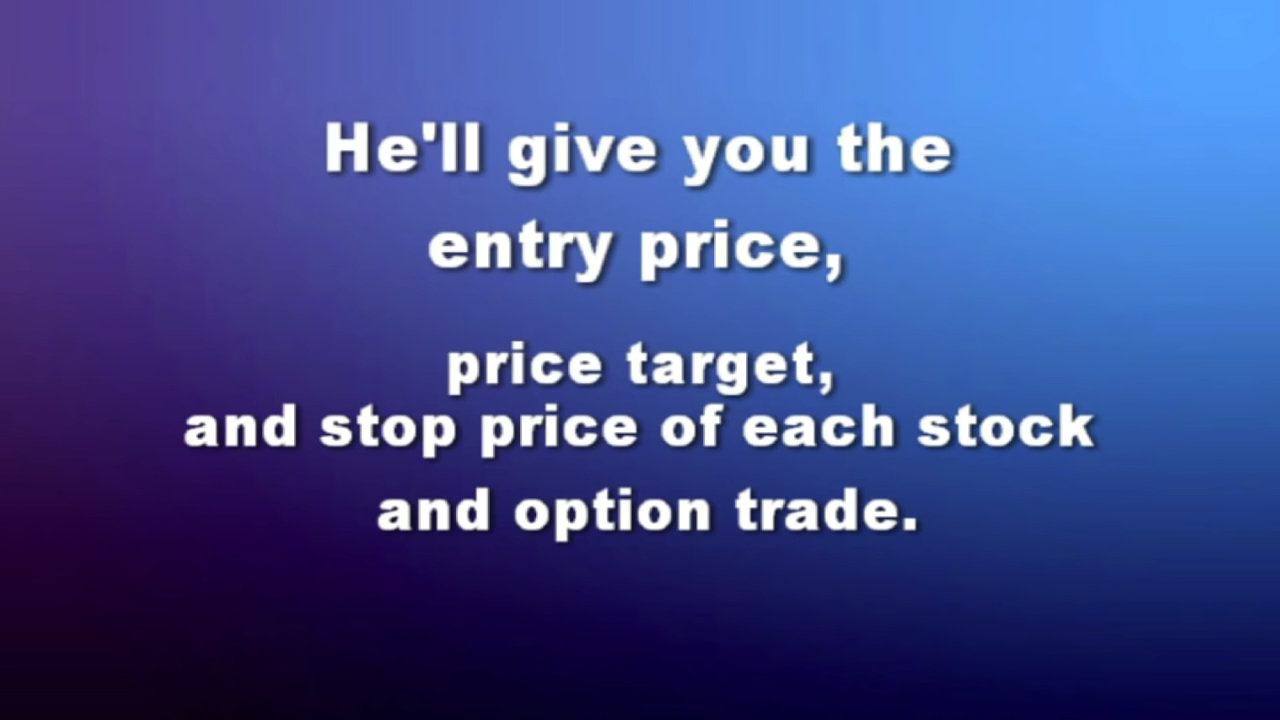 He'll give you the
entry price,
price target,
and stop price of each stock
and option trade.